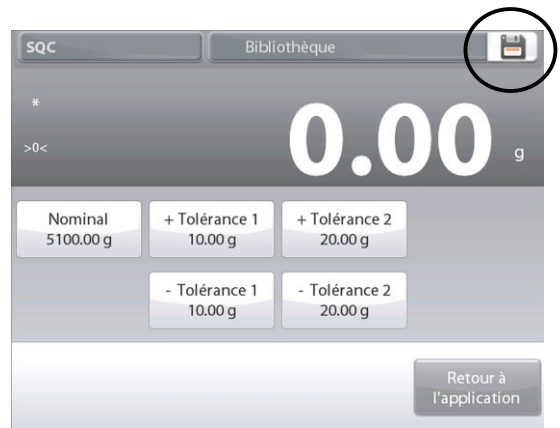 SQC
Bibliothèque
*
>0<
0.00 g
Nominal
5100.00 g
+ Tolérance 1
10.00 g
+ Tolérance 2
20.00 g
- Tolérance 1
10.00 g
- Tolérance 2
20.00 g
Retour à
l'application